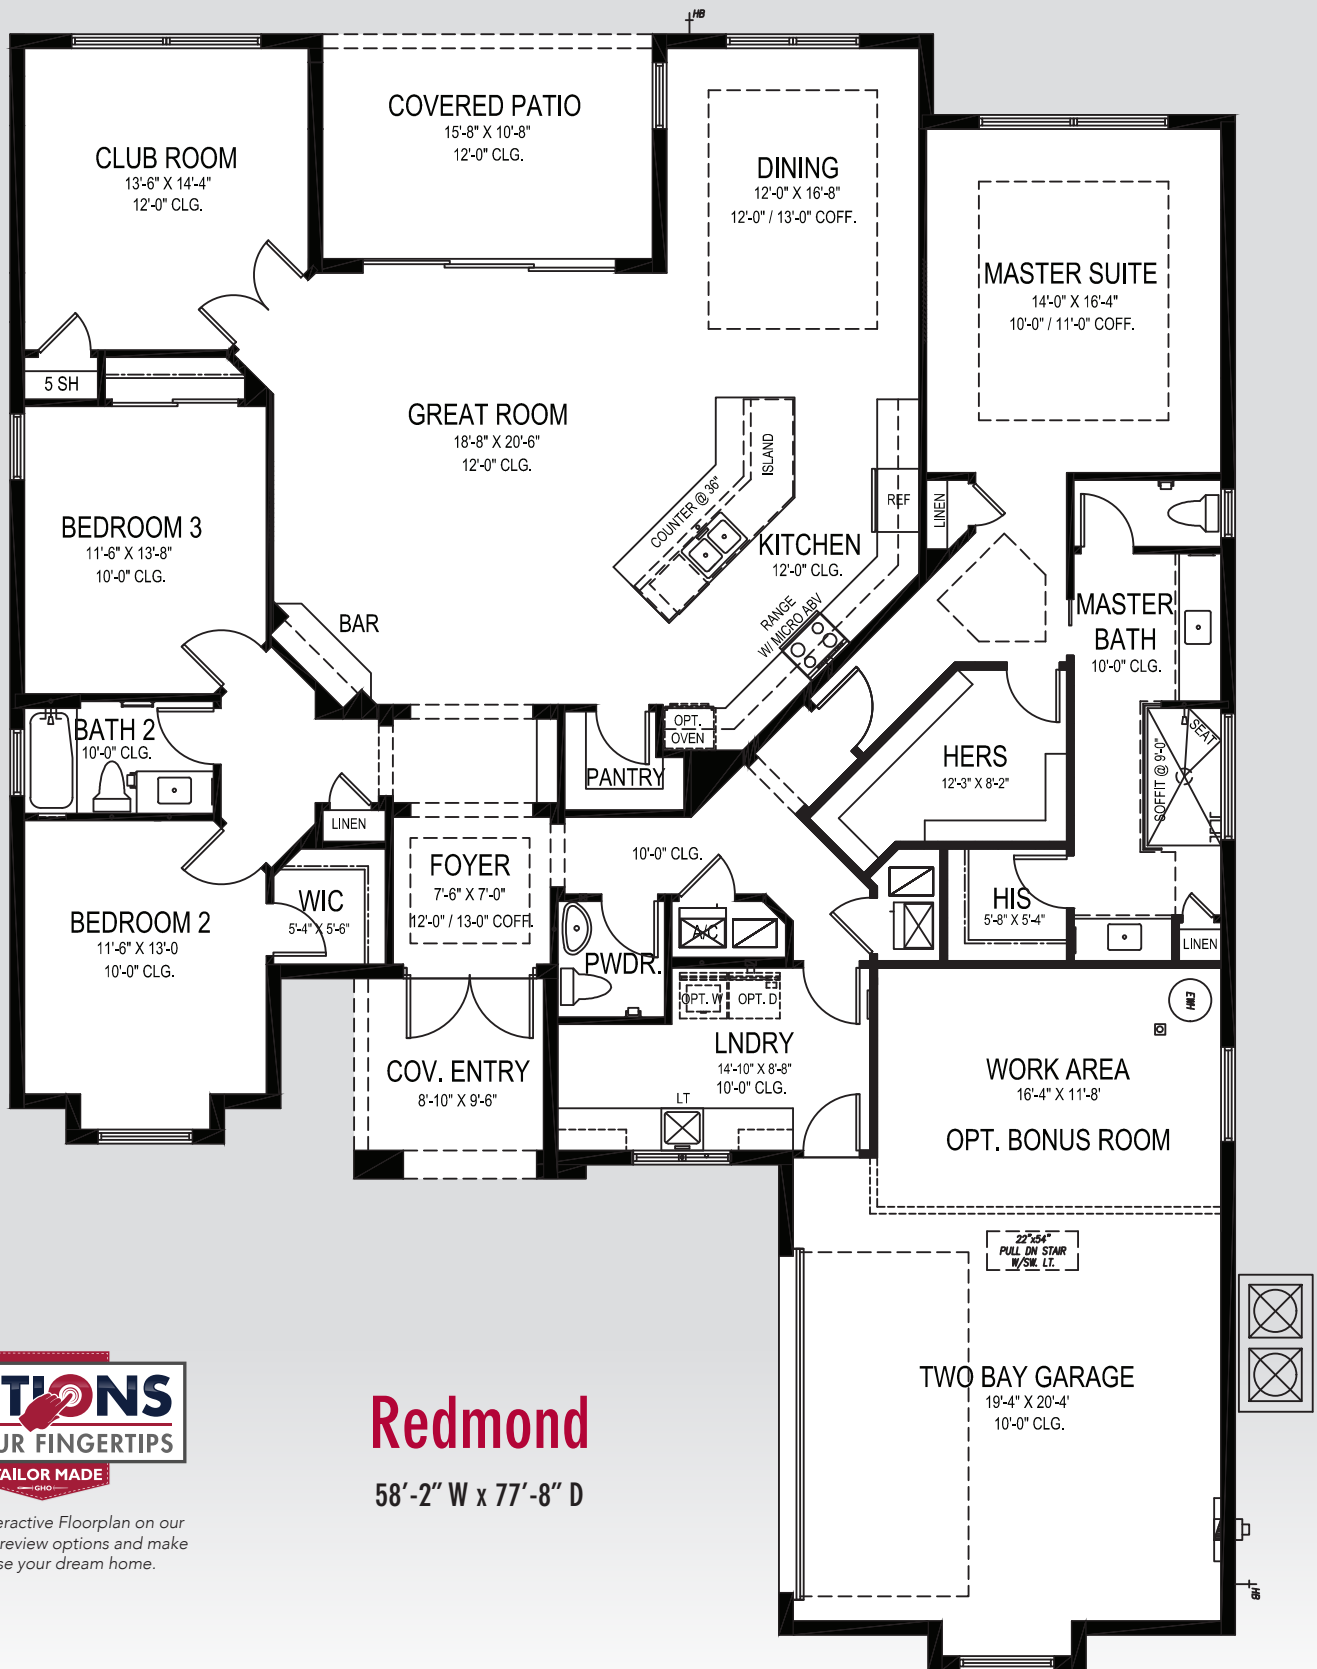 HB
CLUB ROOM
13'-6" X 14'-4"
12'-0" CLG.
COVERED PATIO
15'-8" X 10'-8"
12'-0" CLG.
DINING
12'-0" X 16'-8"
12'-0" / 13'-0" COFF.
MASTER SUITE
14'-0" X 16'-4"
10'-0" / 11'-0" COFF.
5 SH
GREAT ROOM
18'-8" X 20'-6"
12'-0" CLG.
ISLAND
COUNTER @ 36"
REF
LINEN
KITCHEN
12'-0" CLG.
RANGE
W/ MICRO ABV
BEDROOM 3
11'-6" X 13'-8"
10'-0" CLG.
BAR
MASTER
BATH
10'-0" CLG.
BATH 2
10'-0" CLG.
OPT.
OVEN
PANTRY
HERS
12'-3" X 8'-2"
SEAT
SOFFIT @ 9'-0"
LINEN
FOYER
7'-6" X 7'-0"
12'-0" / 13-0" COFF.
10'-0" CLG.
WIC
5'-4" X 5'-6"
HIS
5'-8" X 5'-4"
LINEN
BEDROOM 2
11'-6" X 13'-0
10'-0" CLG.
PWDR.
A/C
OPT. W
OPT. D
EWH
LNDRY
14'-10" X 8'-8"
10'-0" CLG.
LT
COV. ENTRY
8'-10" X 9'-6"
WORK AREA
16'-4" X 11'-8'
OPT. BONUS ROOM
22"x54"
PULL DN STAIR
W/SW. LT.
TWO BAY GARAGE
19'-4" X 20'-4'
10'-0" CLG.
HB
TIONS
UR FINGERTIPS
TAILOR MADE
GHO
eractive Floorplan on our
review options and make
se your dream home.
Redmond
58'-2" W x 77'-8" D